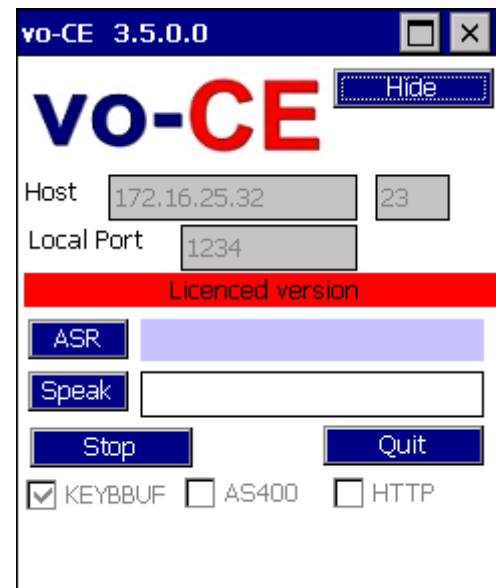 vo-CE 3.5.0.0
Hide
vo-CE
Host 172.16.25.32 23
Local Port 1234
Licenced version
ASR
Speak
Stop Quit
KEYBBUF AS400 HTTP